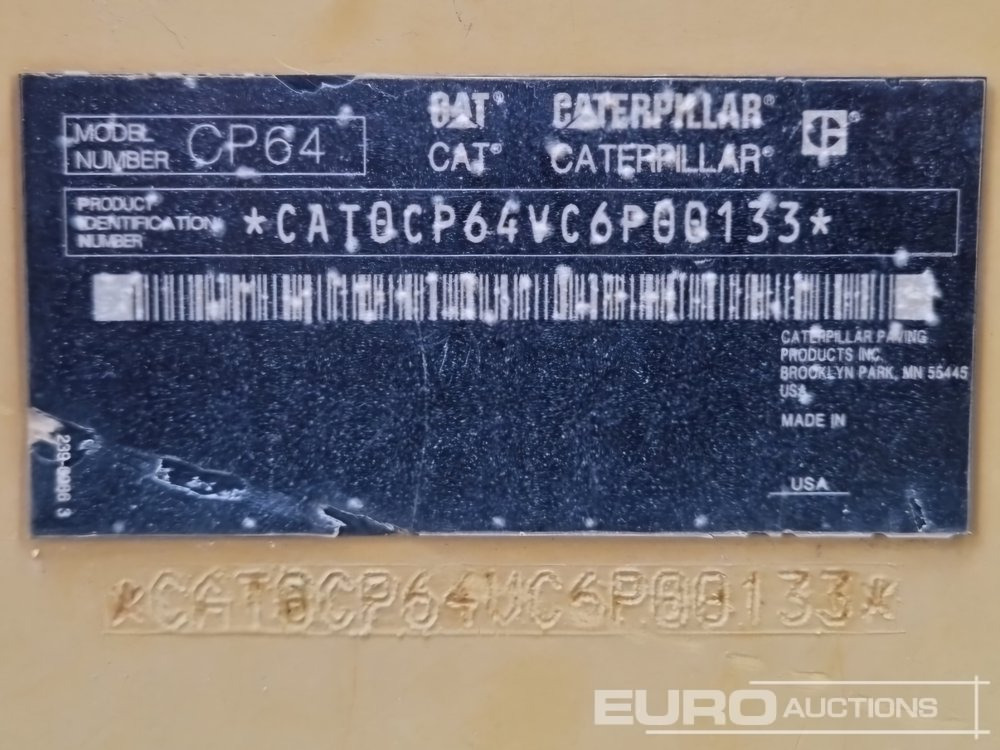 CAT® CATERPILLAR®
MODEL NUMBER CP64
CAT® CATERPILLAR®
PRODUCT IDENTIFICATION NUMBER *CAT0CP64VC6P00133*
CATERPILLAR PAVING
PRODUCTS INC.
BROOKLYN PARK, MN 55445
USA
MADE IN
USA
*CAT0CP64VC6P00133*
EURO AUCTIONS